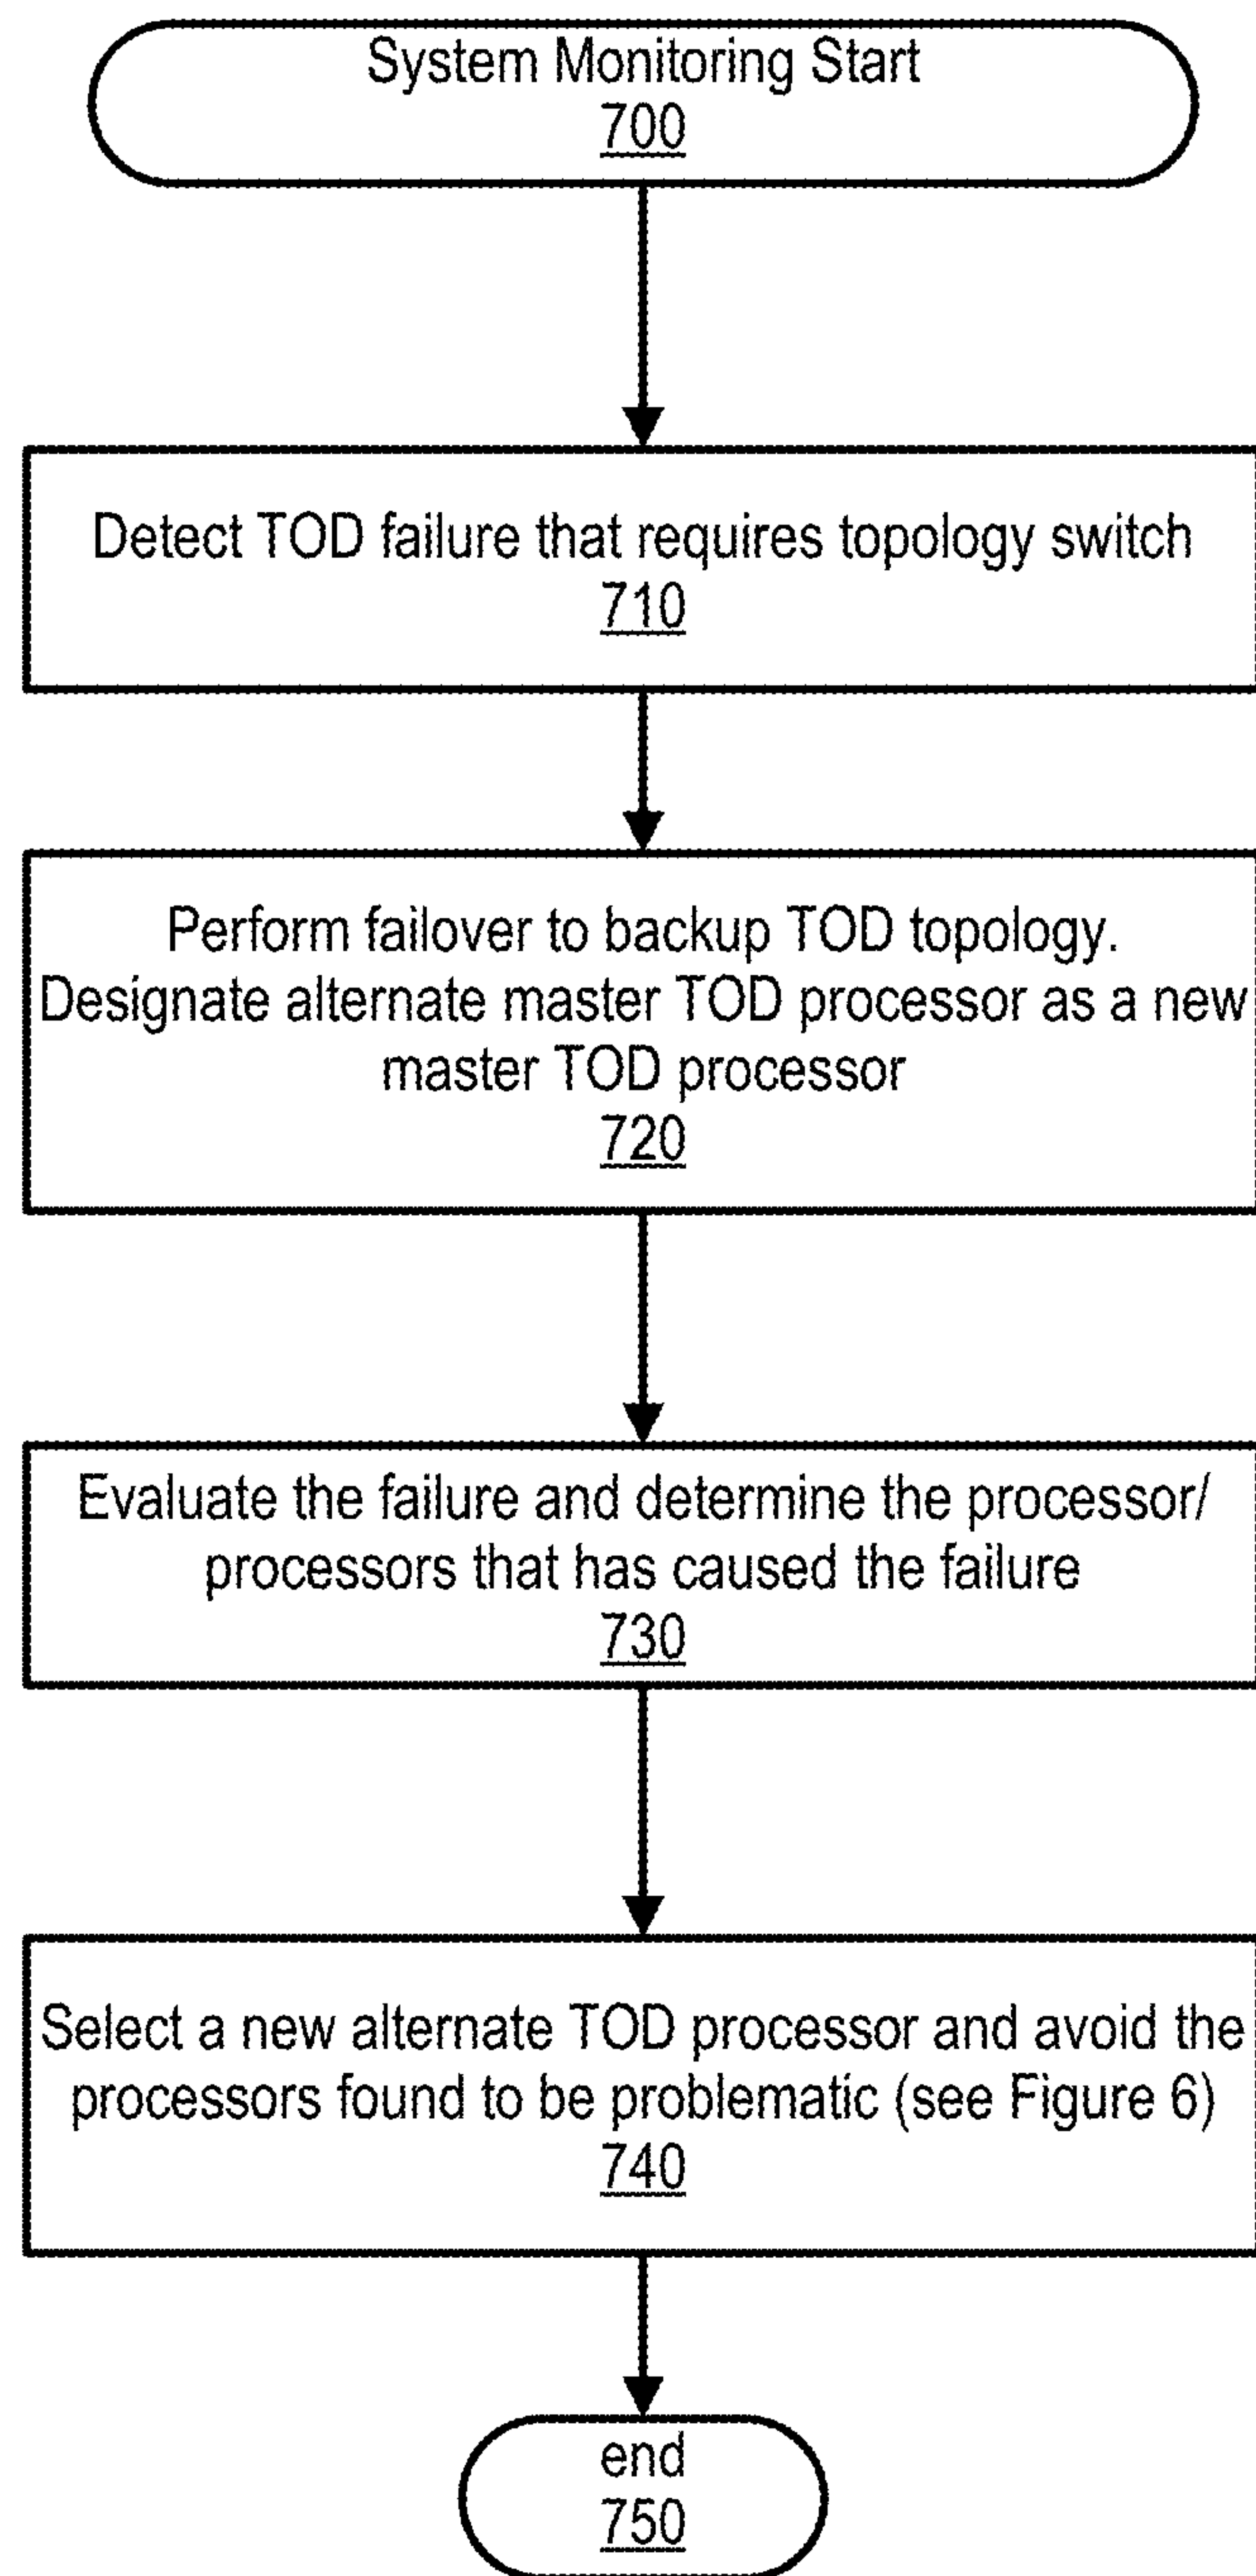 System Monitoring Start
700
Detect TOD failure that requires topology switch
710
Perform failover to backup TOD topology.
Designate alternate master TOD processor as a new
master TOD processor
720
Evaluate the failure and determine the processor/
processors that has caused the failure
730
Select a new alternate TOD processor and avoid the
processors found to be problematic (see Figure 6)
740
end
750